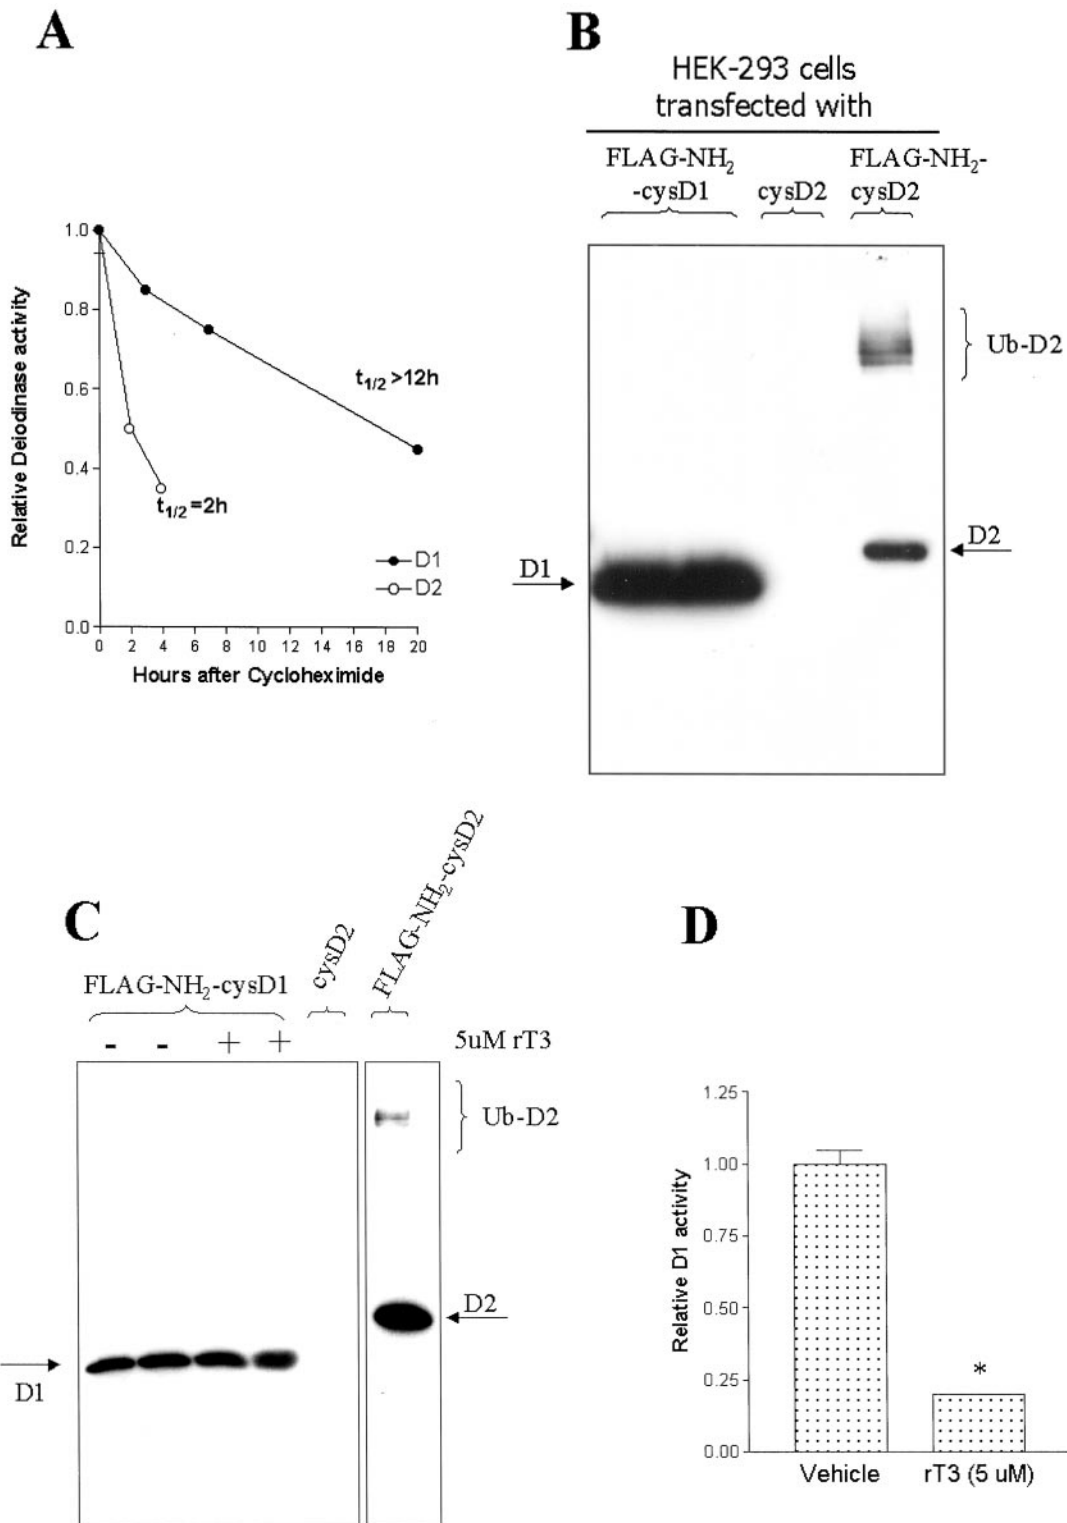 A
Relative Deiodinase activity
1.0
0.8
0.6
0.4
0.2
0.0
t1/2 >12h
t1/2 =2h
D1
D2
0 2 4 6 8 10 12 14 16 18 20
Hours after Cycloheximide
B
HEK-293 cells
transfected with
FLAG-NH2 FLAG-NH2-
-cysD1 cysD2 cysD2
Ub-D2
D2
D1
C
FLAG-NH2-cysD1
cysD2
FLAG-NH2-cysD2
- - + + 5uM rT3
Ub-D2
D2
D1
D
Relative D1 activity
1.25
1.00
0.75
0.50
0.25
0.00
*
Vehicle rT3 (5 uM)